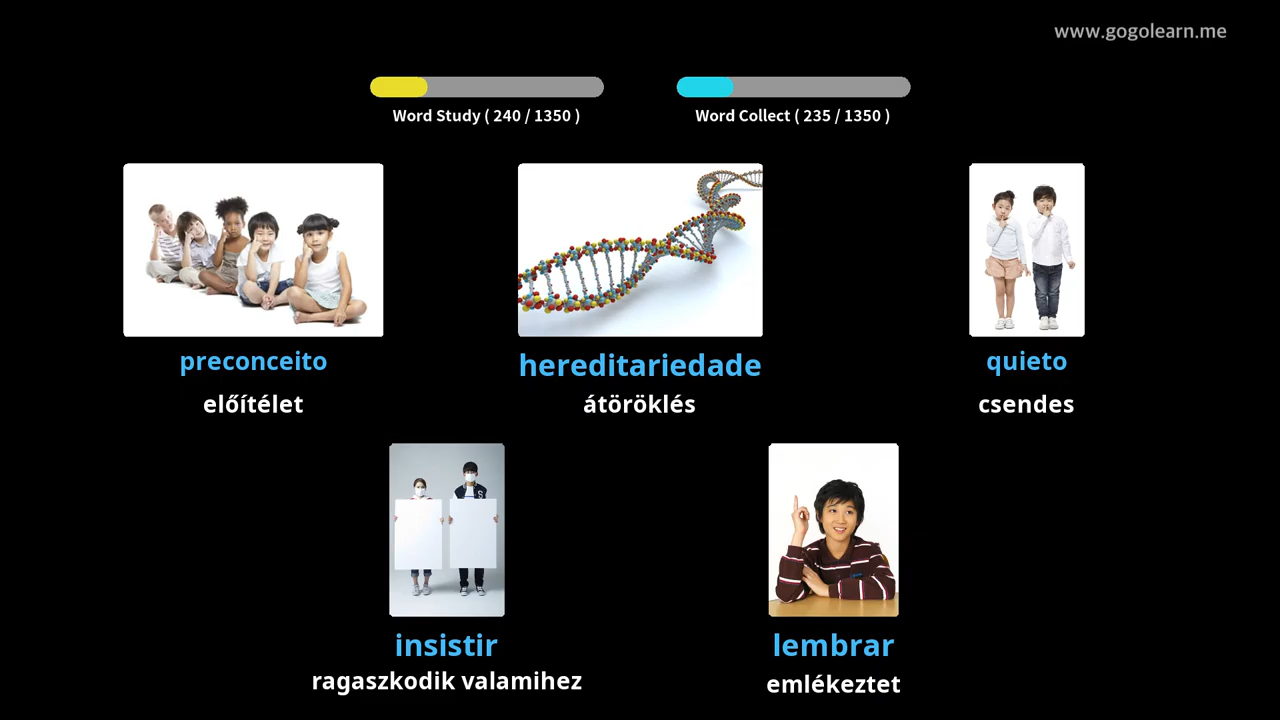 www.gogolearn.me
Word Study ( 240 / 1350 )
Word Collect ( 235 / 1350 )
preconceito
hereditariedade
quieto
előítélet
átöröklés
csendes
insistir
lembrar
ragaszkodik valamihez
emlékeztet